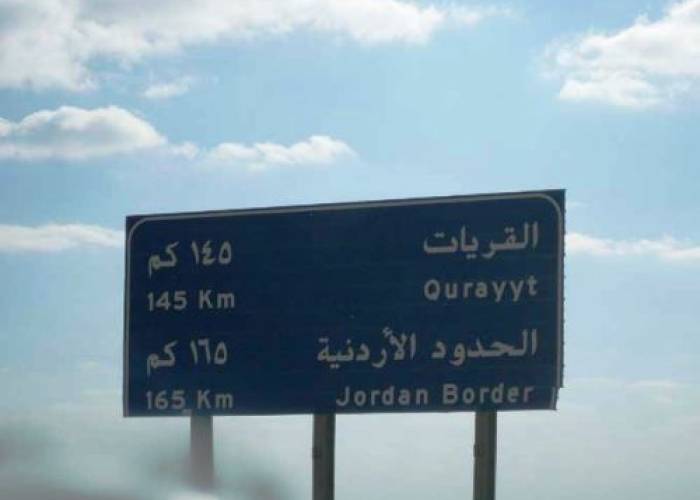 القريات ١٤٥ كم
Qurayyt 145 Km
الحدود الأردنية ١٦٥ كم
Jordan Border 165 Km